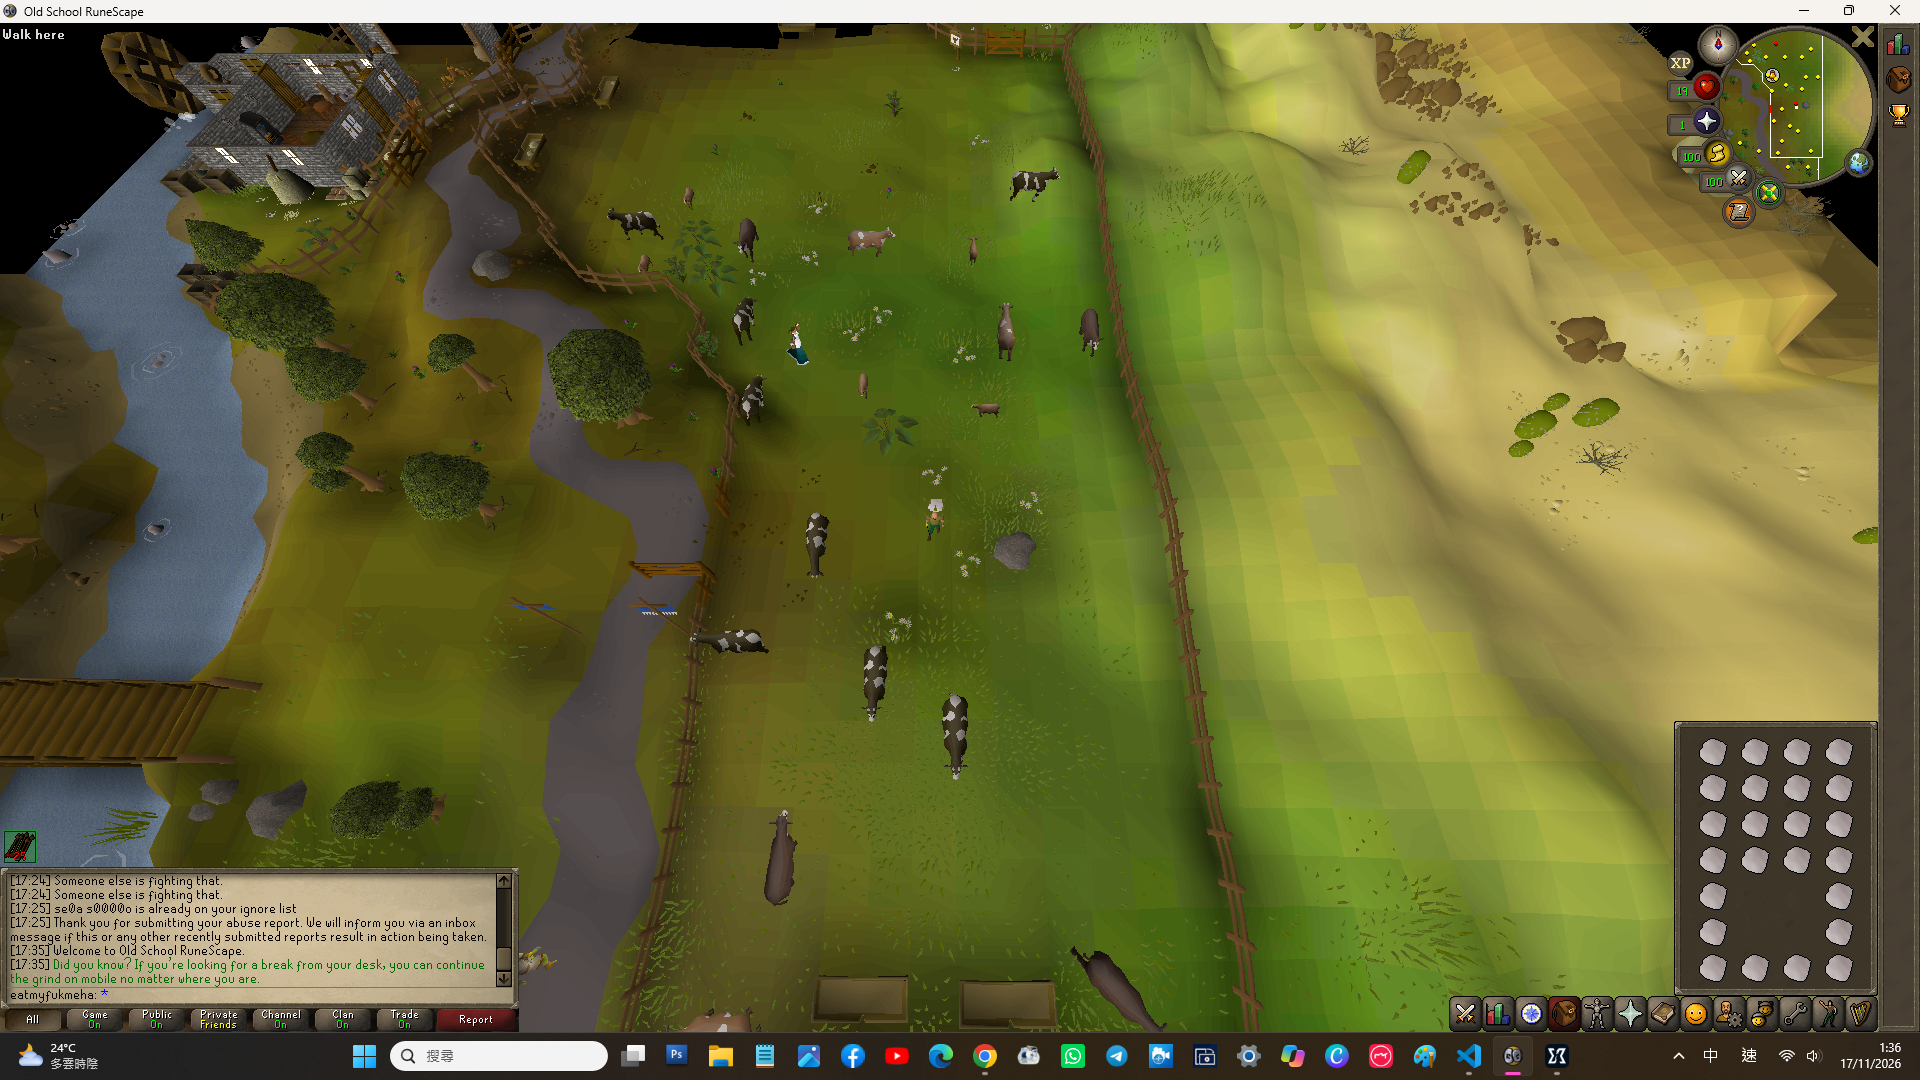 Old School RuneScape
Walk here
N
XP
19
1
100
100
[17:24] Someone else is fighting that.
[17:24] Someone else is fighting that.
[17:25] se0a s0000o is already on your ignore list
[17:25] Thank you for submitting your abuse report. We will inform you via an inbox
message if this or any other recently submitted reports result in action being taken.
[17:35] Welcome to Old School RuneScape.
[17:35] Did you know? If you're looking for a break from your desk, you can continue
the grind on mobile no matter where you are.
eatmyfukmeha: *
All
Game
On
Public
On
Private
Friends
Channel
On
Clan
On
Trade
On
Report
24°C
多雲時陰
搜尋
Ps
中
速
1:36
17/11/2026